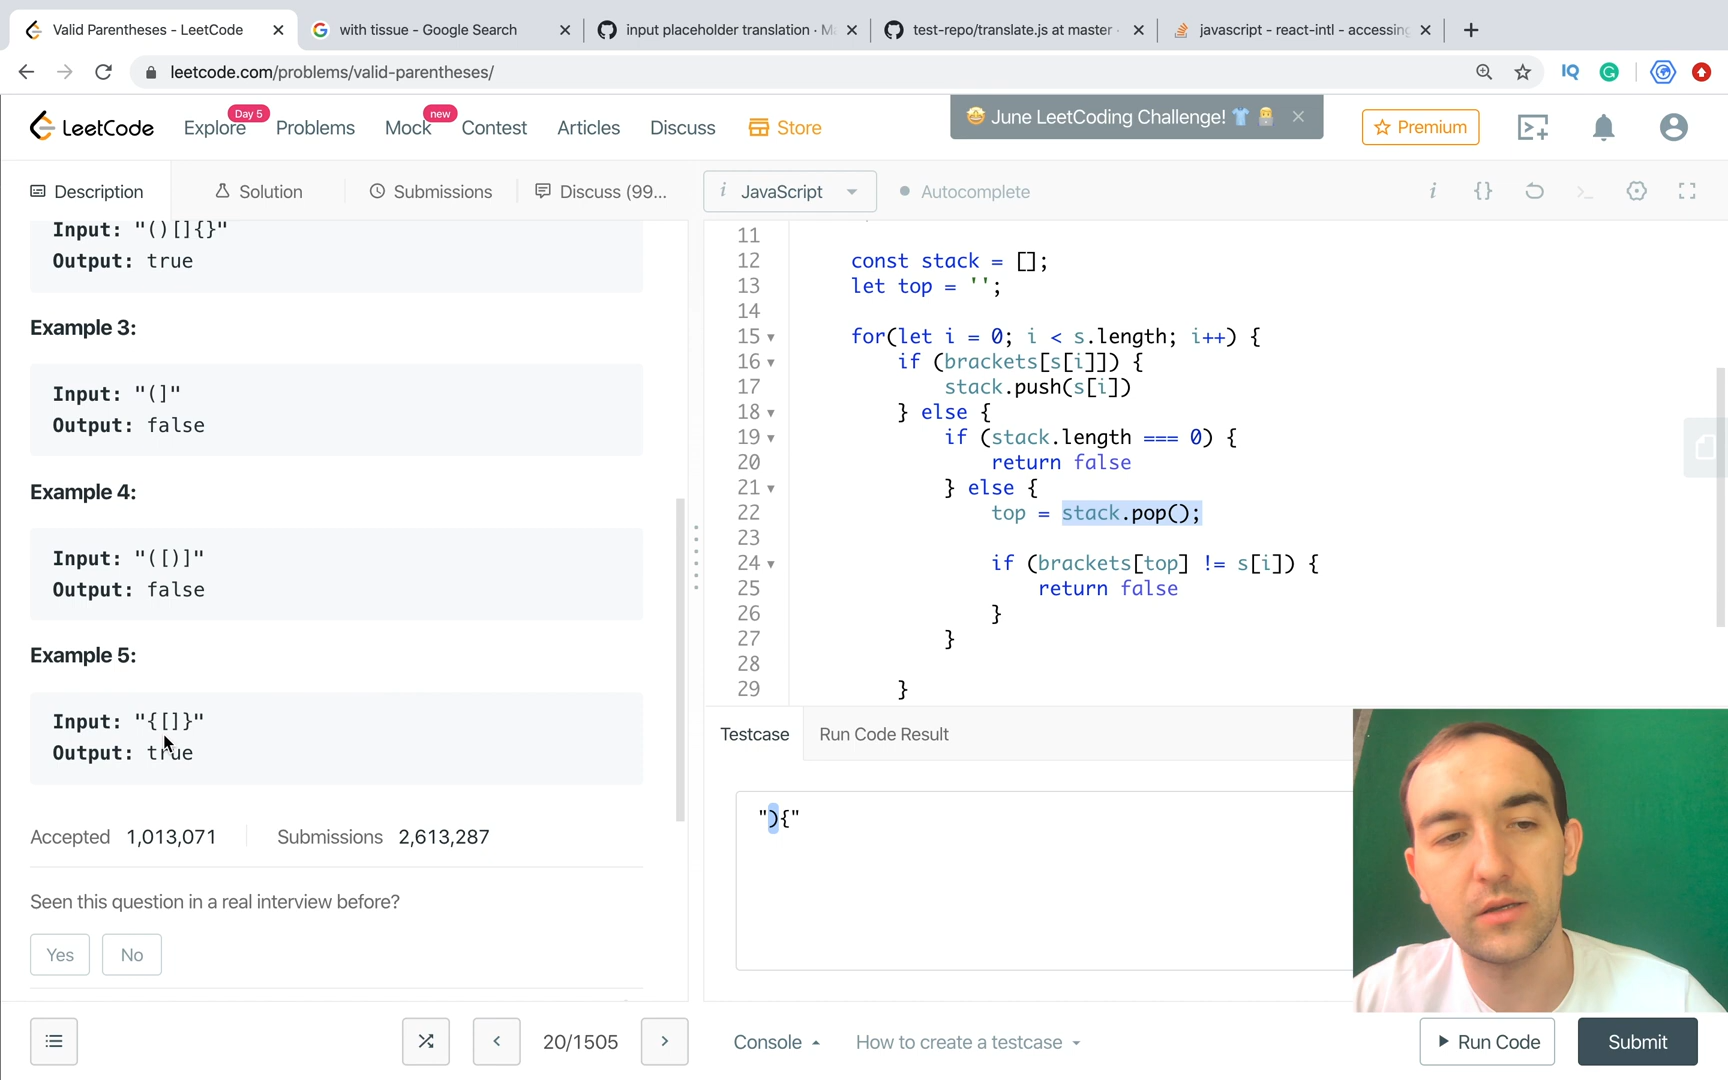 Valid Parentheses - LeetCode
with tissue - Google Search
input placeholder translation · M
test-repo/translate.js at master
javascript - react-intl - accessing
leetcode.com/problems/valid-parentheses/
IQ
LeetCode
Explore
Day 5
Problems
Mock
new
Contest
Articles
Discuss
Store
June LeetCoding Challenge!
Premium
Description
Solution
Submissions
Discuss (99...
i JavaScript
Autocomplete
Input: "()[]{}"
Output: true
Example 3:
Input: "(]"
Output: false
Example 4:
Input: "([)]"
Output: false
Example 5:
Input: "{[]}"
Output: true
Accepted 1,013,071
Submissions 2,613,287
Seen this question in a real interview before?
Yes
No
20/1505
11
12 const stack = [];
13 let top = '';
14
15 for(let i = 0; i < s.length; i++) {
16 if (brackets[s[i]]) {
17 stack.push(s[i])
18 } else {
19 if (stack.length === 0) {
20 return false
21 } else {
22 top = stack.pop();
23
24 if (brackets[top] != s[i]) {
25 return false
26 }
27 }
28
29 }
Testcase
Run Code Result
"){"
Console
How to create a testcase
Run Code
Submit